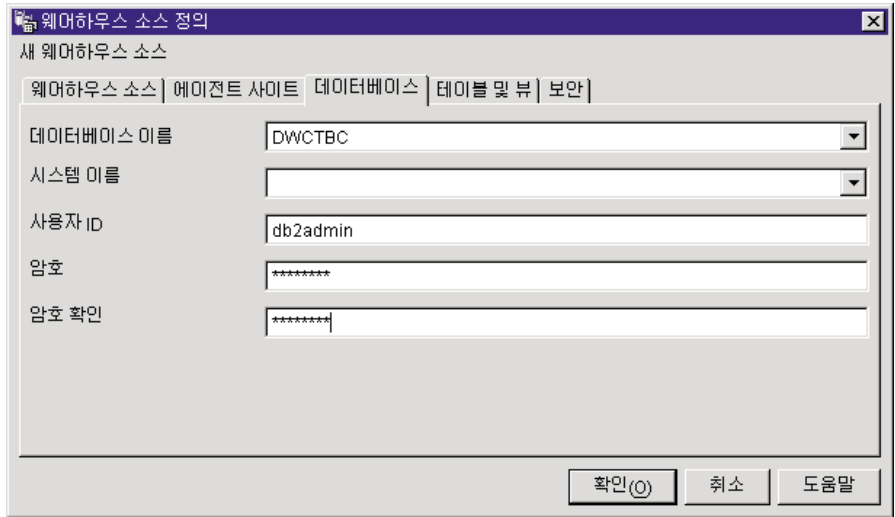 웨어하우스 소스 정의
새 웨어하우스 소스
웨어하우스 소스 에이전트 사이트 데이터베이스 테이블 및 뷰 보안
데이터베이스 이름 DWCTBC
시스템 이름
사용자 ID db2admin
암호 ********
암호 확인 ********
확인(O) 취소 도움말